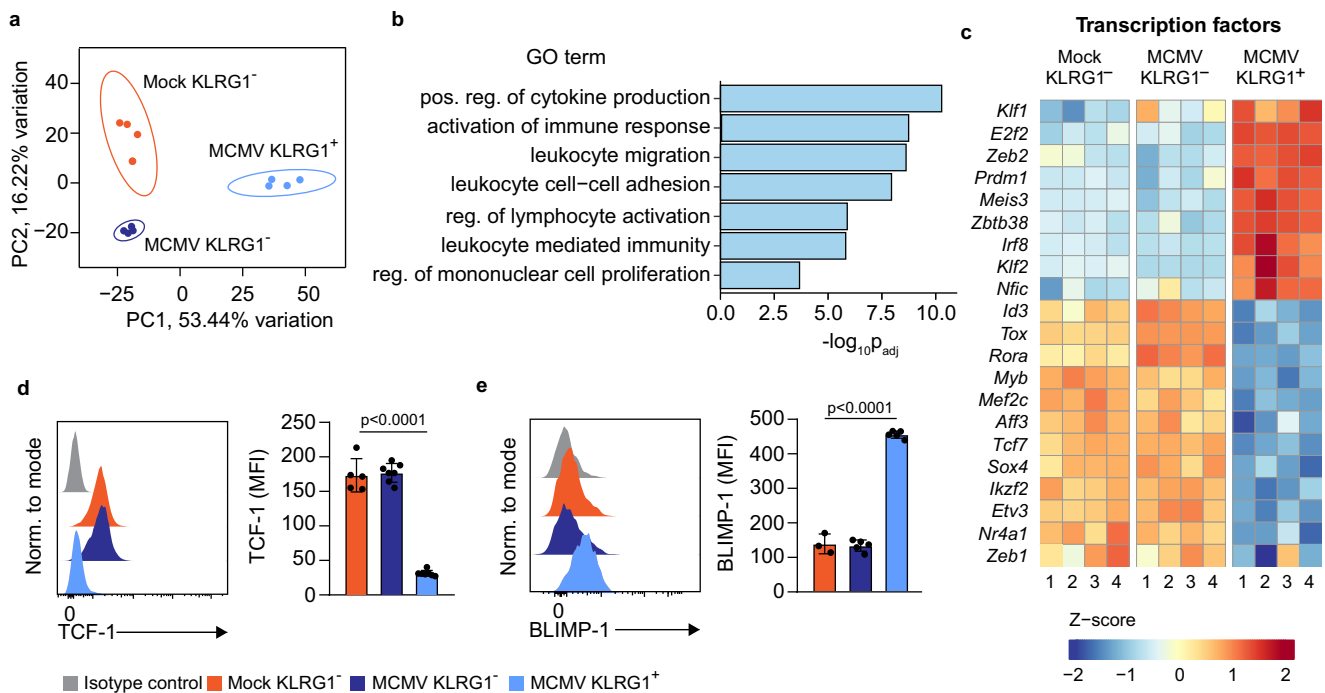 a
PC2, 16.22% variation
40
20
0
−20
Mock KLRG1-
MCMV KLRG1+
MCMV KLRG1-
−25 0 25 50
PC1, 53.44% variation
b
GO term
pos. reg. of cytokine production
activation of immune response
leukocyte migration
leukocyte cell−cell adhesion
reg. of lymphocyte activation
leukocyte mediated immunity
reg. of mononuclear cell proliferation
0 2.5 5.0 7.5 10.0
-log10padj
c
Transcription factors
Mock KLRG1−
MCMV KLRG1−
MCMV KLRG1+
Klf1
E2f2
Zeb2
Prdm1
Meis3
Zbtb38
Irf8
Klf2
Nfic
Id3
Tox
Rora
Myb
Mef2c
Aff3
Tcf7
Sox4
Ikzf2
Etv3
Nr4a1
Zeb1
1 2 3 4 1 2 3 4 1 2 3 4
Z−score
−2 −1 0 1 2
d
Norm. to mode
0
TCF-1
TCF-1 (MFI)
250
200
150
100
50
0
p<0.0001
e
Norm. to mode
0
BLIMP-1
BLIMP-1 (MFI)
500
400
300
200
100
0
p<0.0001
Isotype control Mock KLRG1- MCMV KLRG1- MCMV KLRG1+